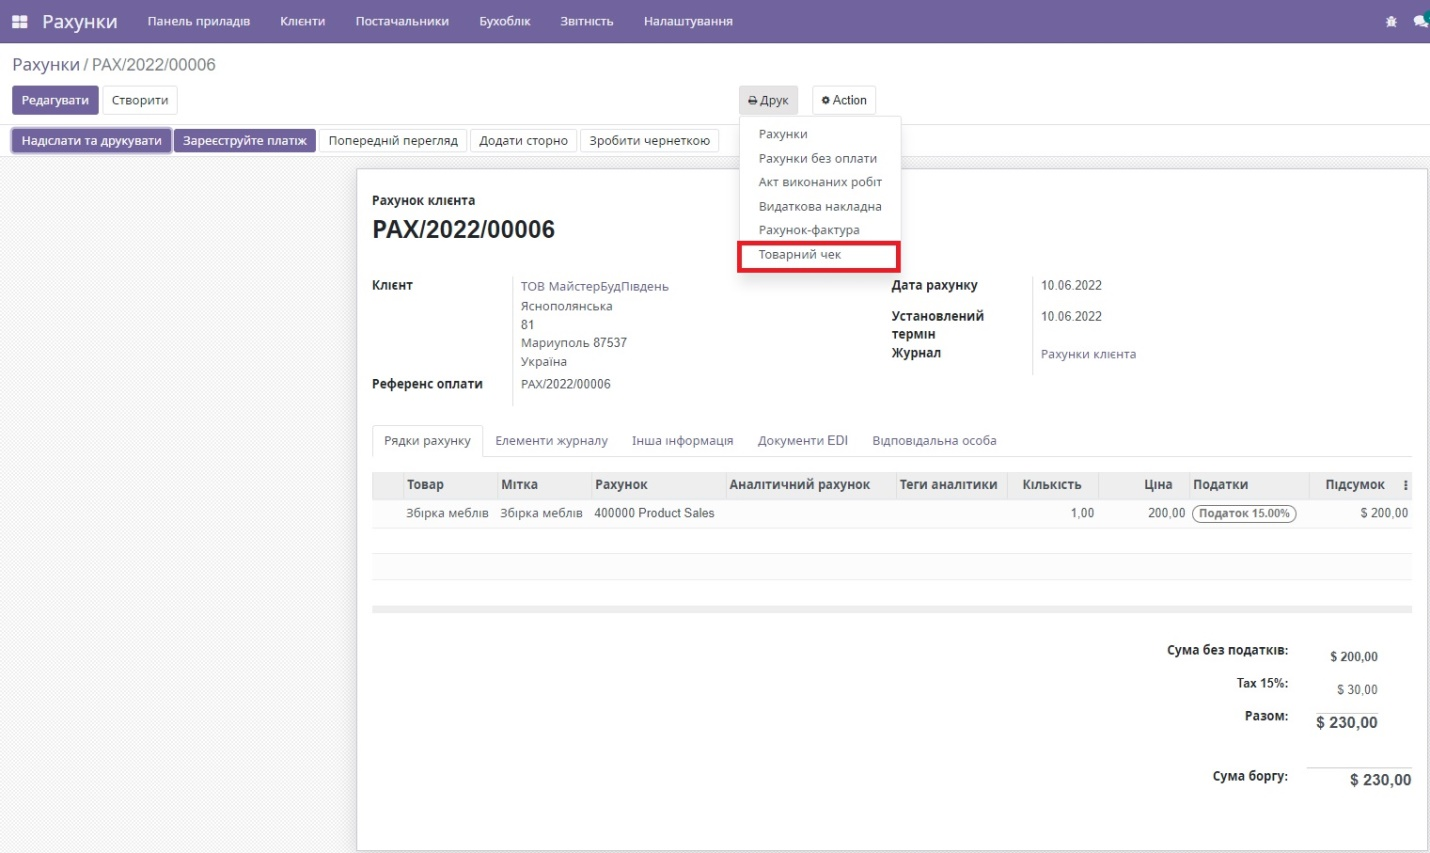 Рахунки Панель приладів Клієнти Постачальники Бухоблік Звітність Налаштування
Рахунки / РАХ/2022/00006
Редагувати Створити Друк Action
Надіслати та друкувати Зареєструйте платіж Попередній перегляд Додати сторно Зробити чернеткою
Рахунки
Рахунки без оплати
Акт виконаних робіт
Видаткова накладна
Рахунок-фактура
Товарний чек
Рахунок клієнта
РАХ/2022/00006
Клієнт ТОВ МайстерБудПівдень
Яснополянська
81
Мариуполь 87537
Україна
Референс оплати РАХ/2022/00006
Дата рахунку 10.06.2022
Установлений термін 10.06.2022
Журнал Рахунки клієнта
Рядки рахунку Елементи журналу Інша інформація Документи EDI Відповідальна особа
Товар Мітка Рахунок Аналітичний рахунок Теги аналітики Кількість Ціна Податки Підсумок
Збірка меблів Збірка меблів 400000 Product Sales 1,00 200,00 Податок 15.00% $ 200,00
Сума без податків: $ 200,00
Tax 15%: $ 30,00
Разом: $ 230,00
Сума боргу: $ 230,00